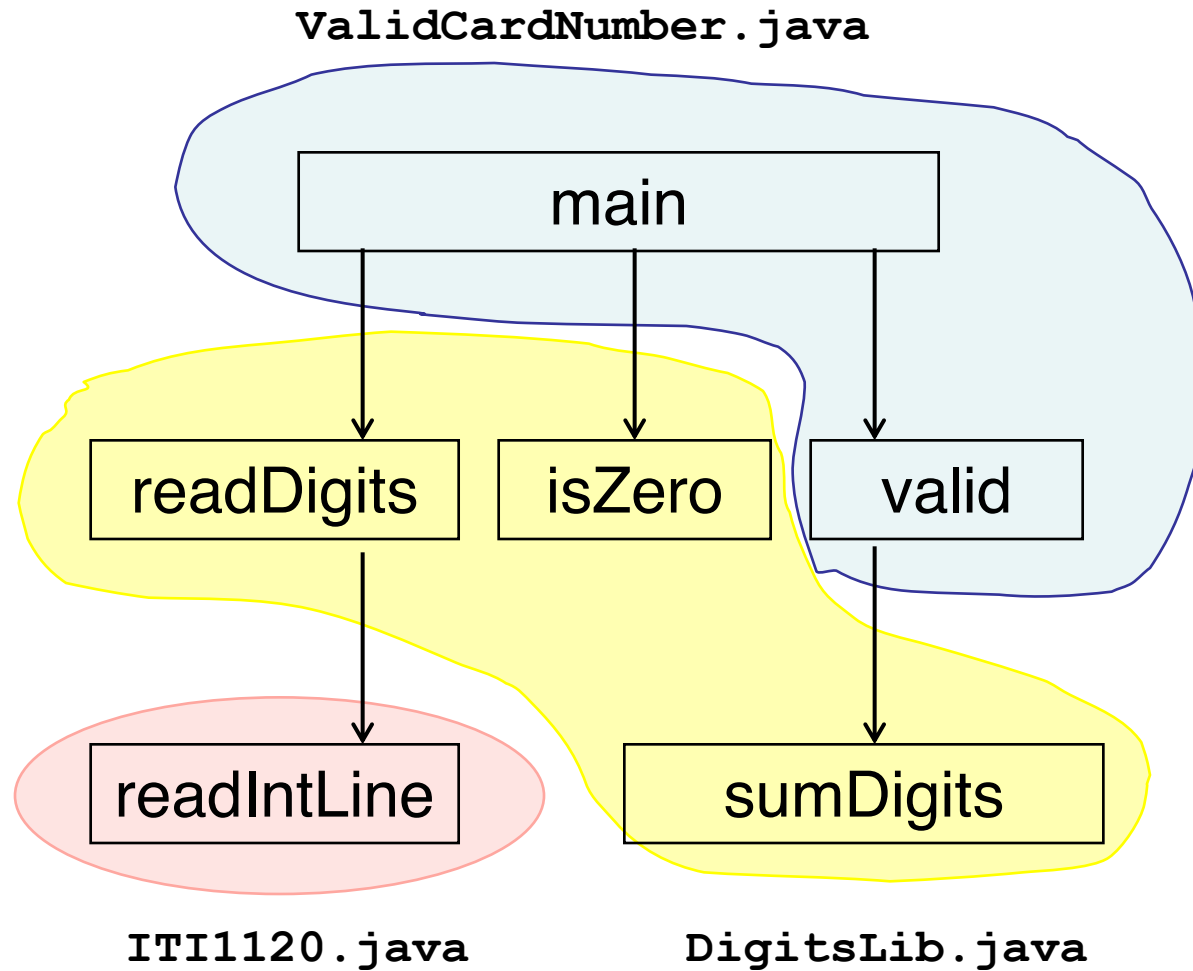 ValidCardNumber.java
main
readDigits
isZero
valid
readIntLine
sumDigits
ITI1120.java
DigitsLib.java